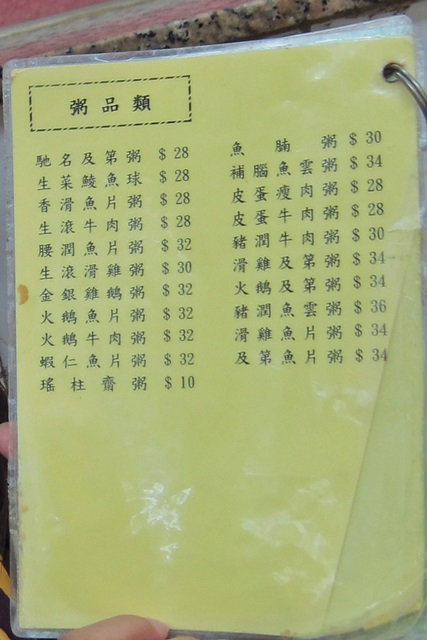 粥品類
馳名及第粥 $28
生菜鯪魚球 $28
香滑魚片粥 $28
生滾牛肉粥 $28
腰潤魚片粥 $32
生滾滑雞粥 $30
金銀雞鵝粥 $32
火鵝魚片粥 $32
火鵝牛肉粥 $32
蝦仁魚片粥 $32
瑤柱齋粥 $10
魚腩粥 $30
補腦魚雲粥 $34
皮蛋瘦肉粥 $28
皮蛋牛肉粥 $28
豬潤牛肉粥 $30
滑雞及第粥 $34
火鵝及第粥 $34
豬潤魚雲粥 $36
滑雞魚片粥 $34
及第魚片粥 $34